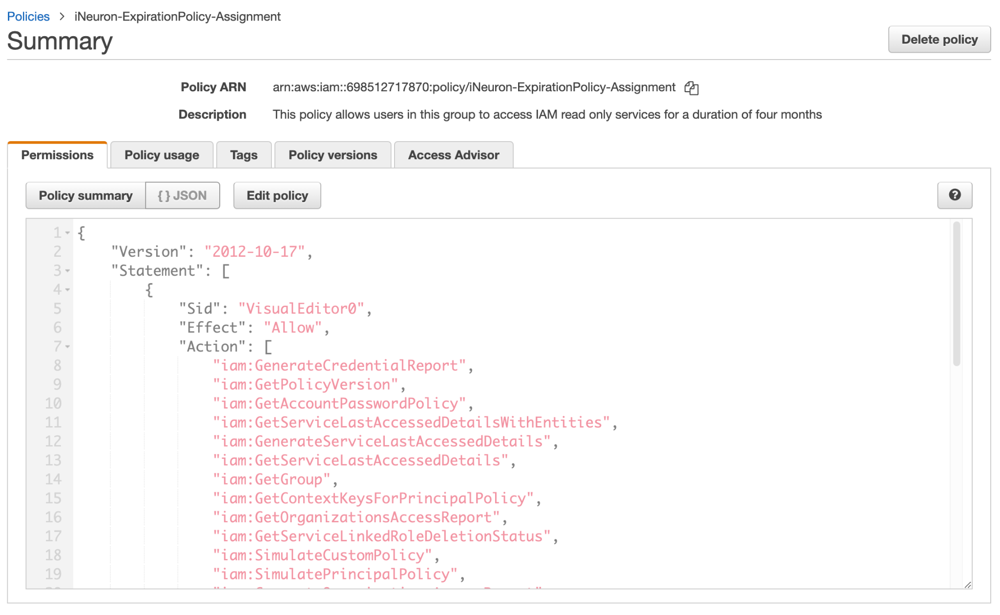 Policies > iNeuron-ExpirationPolicy-Assignment
Summary
Delete policy
Policy ARN arn:aws:iam::698512717870:policy/iNeuron-ExpirationPolicy-Assignment
Description This policy allows users in this group to access IAM read only services for a duration of four months
Permissions Policy usage Tags Policy versions Access Advisor
Policy summary {} JSON Edit policy ?
1 {
2 "Version": "2012-10-17",
3 "Statement": [
4 {
5 "Sid": "VisualEditor0",
6 "Effect": "Allow",
7 "Action": [
8 "iam:GenerateCredentialReport",
9 "iam:GetPolicyVersion",
10 "iam:GetAccountPasswordPolicy",
11 "iam:GetServiceLastAccessedDetailsWithEntities",
12 "iam:GenerateServiceLastAccessedDetails",
13 "iam:GetServiceLastAccessedDetails",
14 "iam:GetGroup",
15 "iam:GetContextKeysForPrincipalPolicy",
16 "iam:GetOrganizationsAccessReport",
17 "iam:GetServiceLinkedRoleDeletionStatus",
18 "iam:SimulateCustomPolicy",
19 "iam:SimulatePrincipalPolicy",